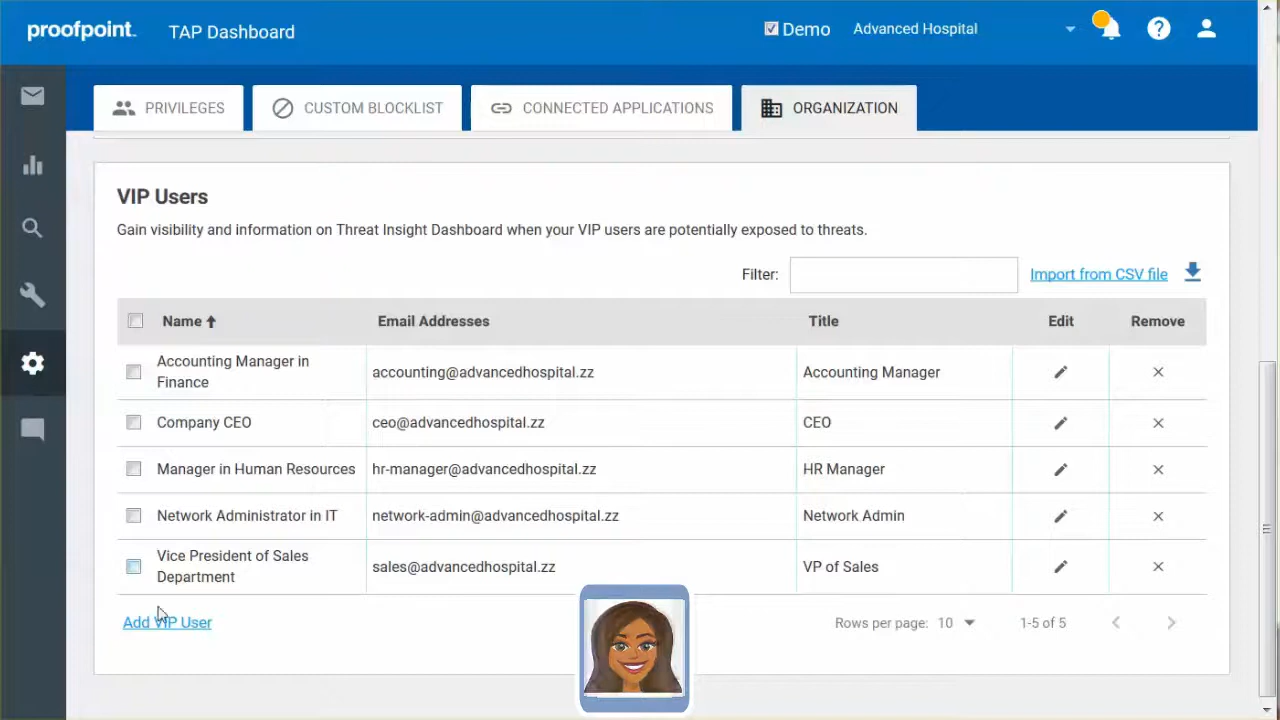 proofpoint.
TAP Dashboard
Demo
Advanced Hospital
PRIVILEGES
CUSTOM BLOCKLIST
CONNECTED APPLICATIONS
ORGANIZATION
VIP Users
Gain visibility and information on Threat Insight Dashboard when your VIP users are potentially exposed to threats.
Filter:
Import from CSV file
Name Email Addresses Title Edit Remove
Accounting Manager in
Finance
accounting@advancedhospital.zz
Accounting Manager
Company CEO
ceo@advancedhospital.zz
CEO
Manager in Human Resources
hr-manager@advancedhospital.zz
HR Manager
Network Administrator in IT
network-admin@advancedhospital.zz
Network Admin
Vice President of Sales
Department
sales@advancedhospital.zz
VP of Sales
Add VIP User
Rows per page: 10
1-5 of 5